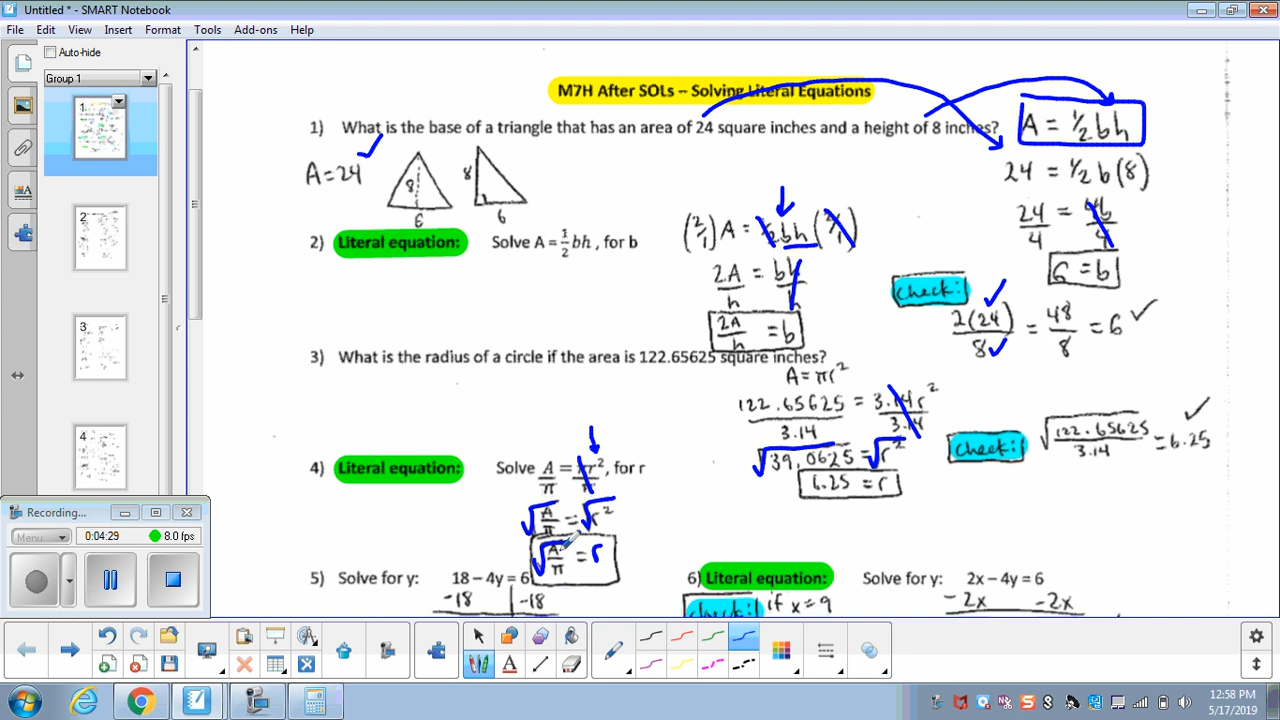 Untitled * - SMART Notebook
File Edit View Insert Format Tools Add-ons Help
Auto-hide
Group 1
1.
2.
3.
4
M7H After SOLs – Solving Literal Equations
1) What is the base of a triangle that has an area of 24 square inches and a height of 8 inches?
A = ½bh
A=24
8
6
8
6
24 = ½b(8)
24/4 = 4b/4
6 = b
2) Literal equation: Solve A = 1/2 bh , for b
(2/1) A = ½bh (2/1)
2A/h = bh/h
2A/h = b
check:
2(24)/8 = 48/8 = 6 ✓
3) What is the radius of a circle if the area is 122.65625 square inches?
A = πr²
122.65625/3.14 = 3.14r²/3.14
√39.0625 = √r²
6.25 = r
check:
√122.65625/3.14 = 6.25 ✓
4) Literal equation: Solve A/π = πr²/π, for r
√A/π = √r²
√A/π = r
5) Solve for y: 18 – 4y = 6
-18 -18
6) Literal equation: Solve for y: 2x – 4y = 6
- 2x -2x
check: if x=9
Recording...
Menu
0:04:29
8.0 fps
A
12:58 PM
5/17/2019